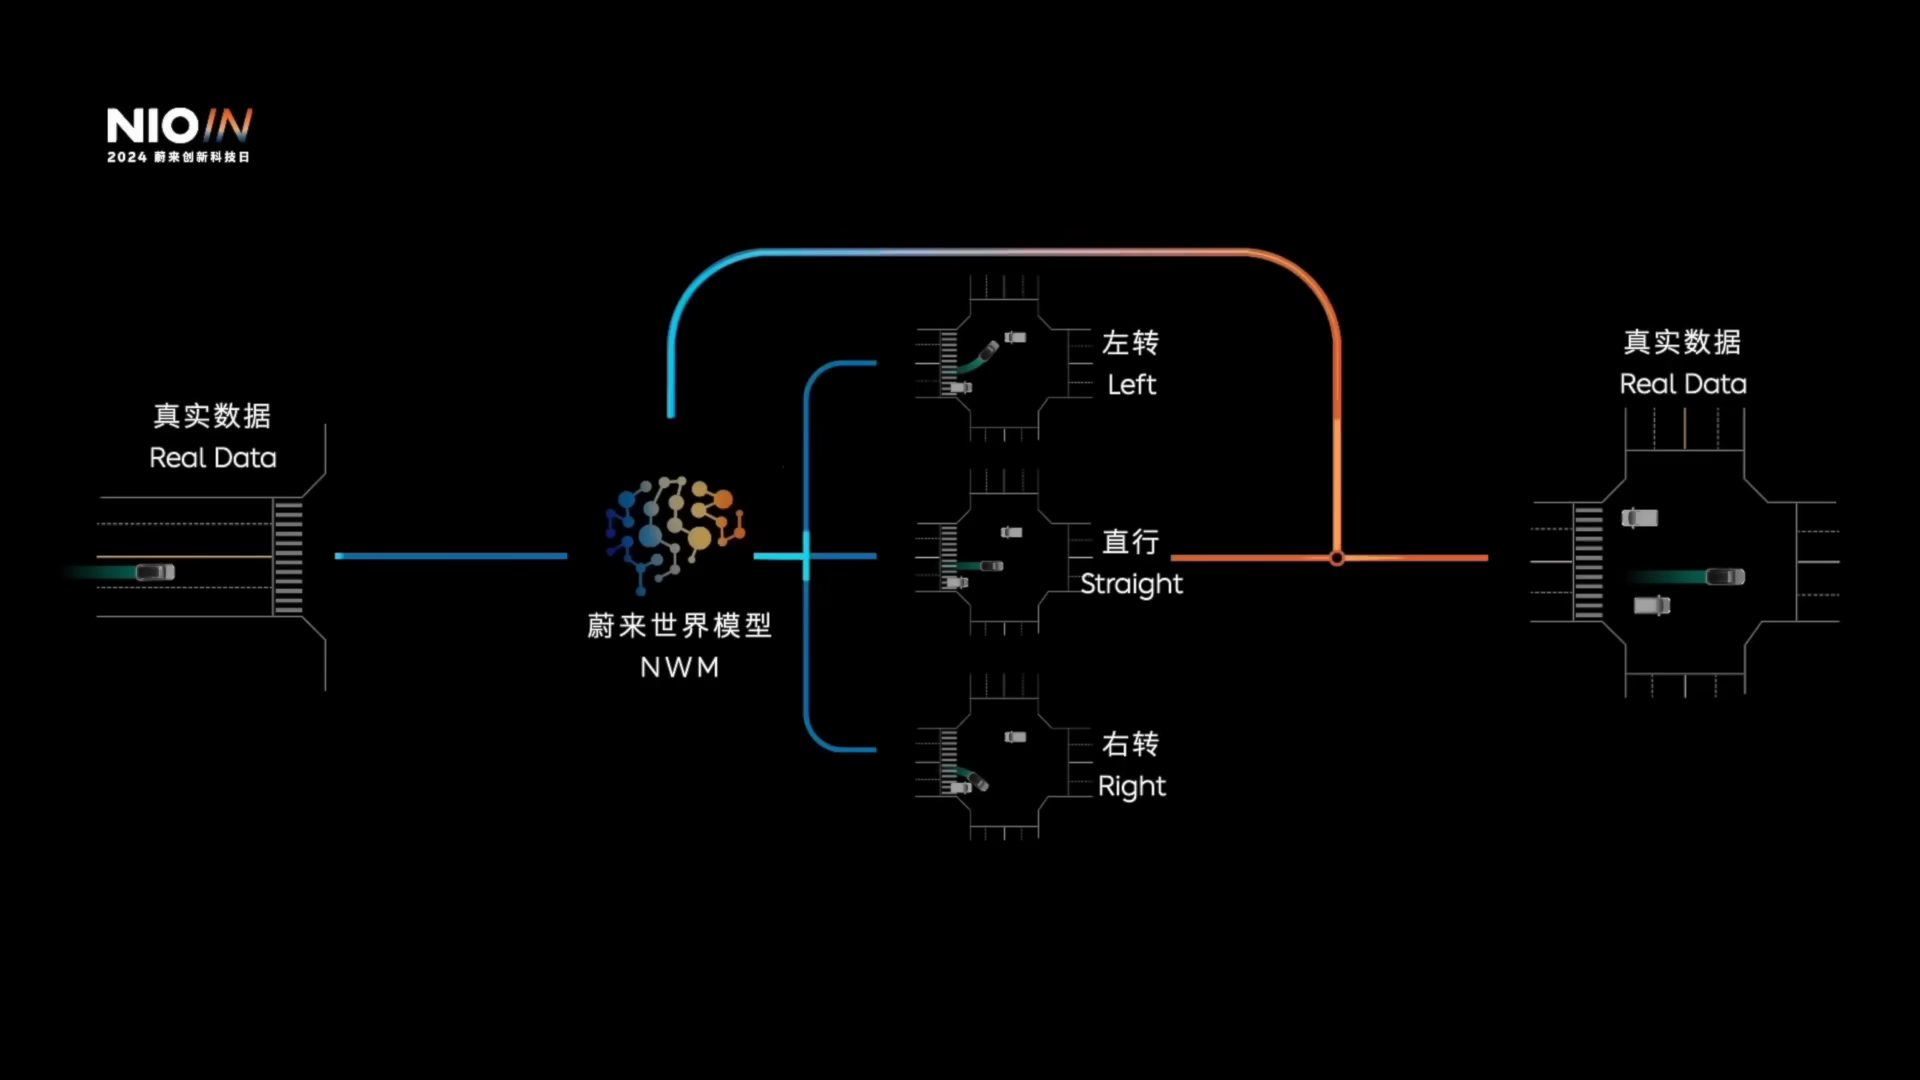 NIO IN
2024 蔚来创新科技日
真实数据
Real Data
蔚来世界模型
NWM
左转
Left
直行
Straight
右转
Right
真实数据
Real Data